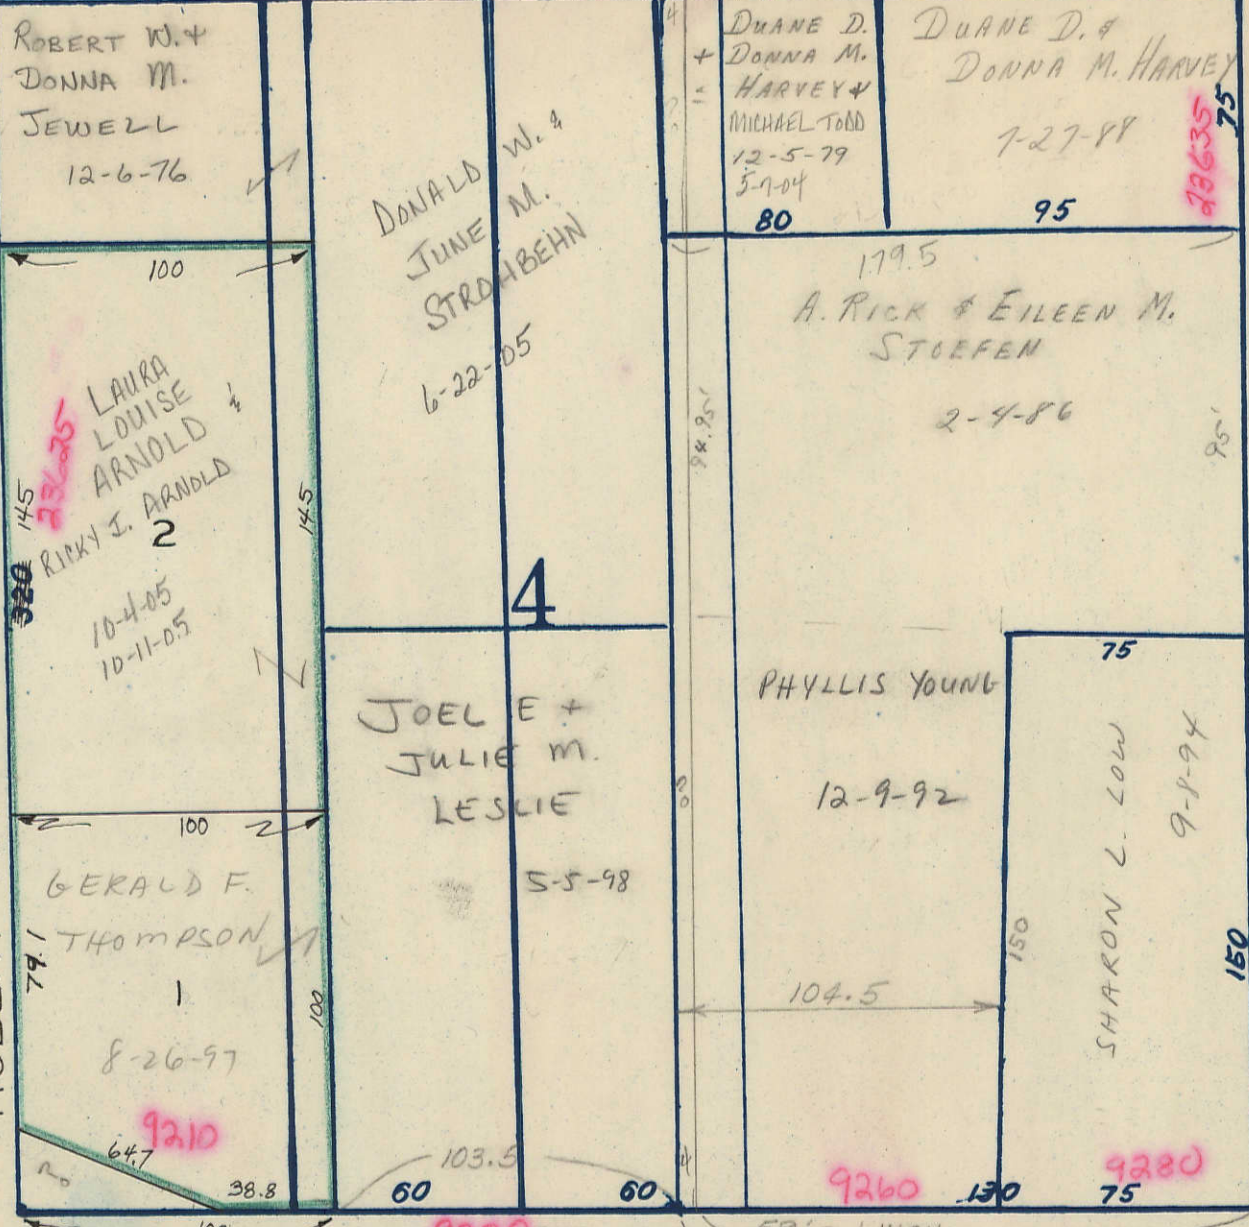 ROBERT W. +
DONNA M.
JEWELL
12-6-76
100
LAURA
LOUISE
ARNOLD &
RICKY I. ARNOLD
2
10-4-05
10-11-05
23625
145
320
145
100
GERALD F.
THOMPSON
1
8-26-97
79.1
100
9210
64.7
38.8
DONALD W. &
JUNE M.
STROHBEHN
6-22-05
4
JOEL E +
JULIE M.
LESLIE
5-5-98
103.5
60
60
DUANE D.
+ DONNA M.
HARVEY &
MICHAEL TODD
12-5-79
5-7-04
80
DUANE D. &
DONNA M. HARVEY
7-27-88
23635
75
95
179.5
A. RICK & EILEEN M.
STOEFEN
2-4-86
94.95'
95'
PHYLLIS YOUNG
12-9-92
104.5
9260
130
75
SHARON L. LOW
9-8-94
150
150
9280
75